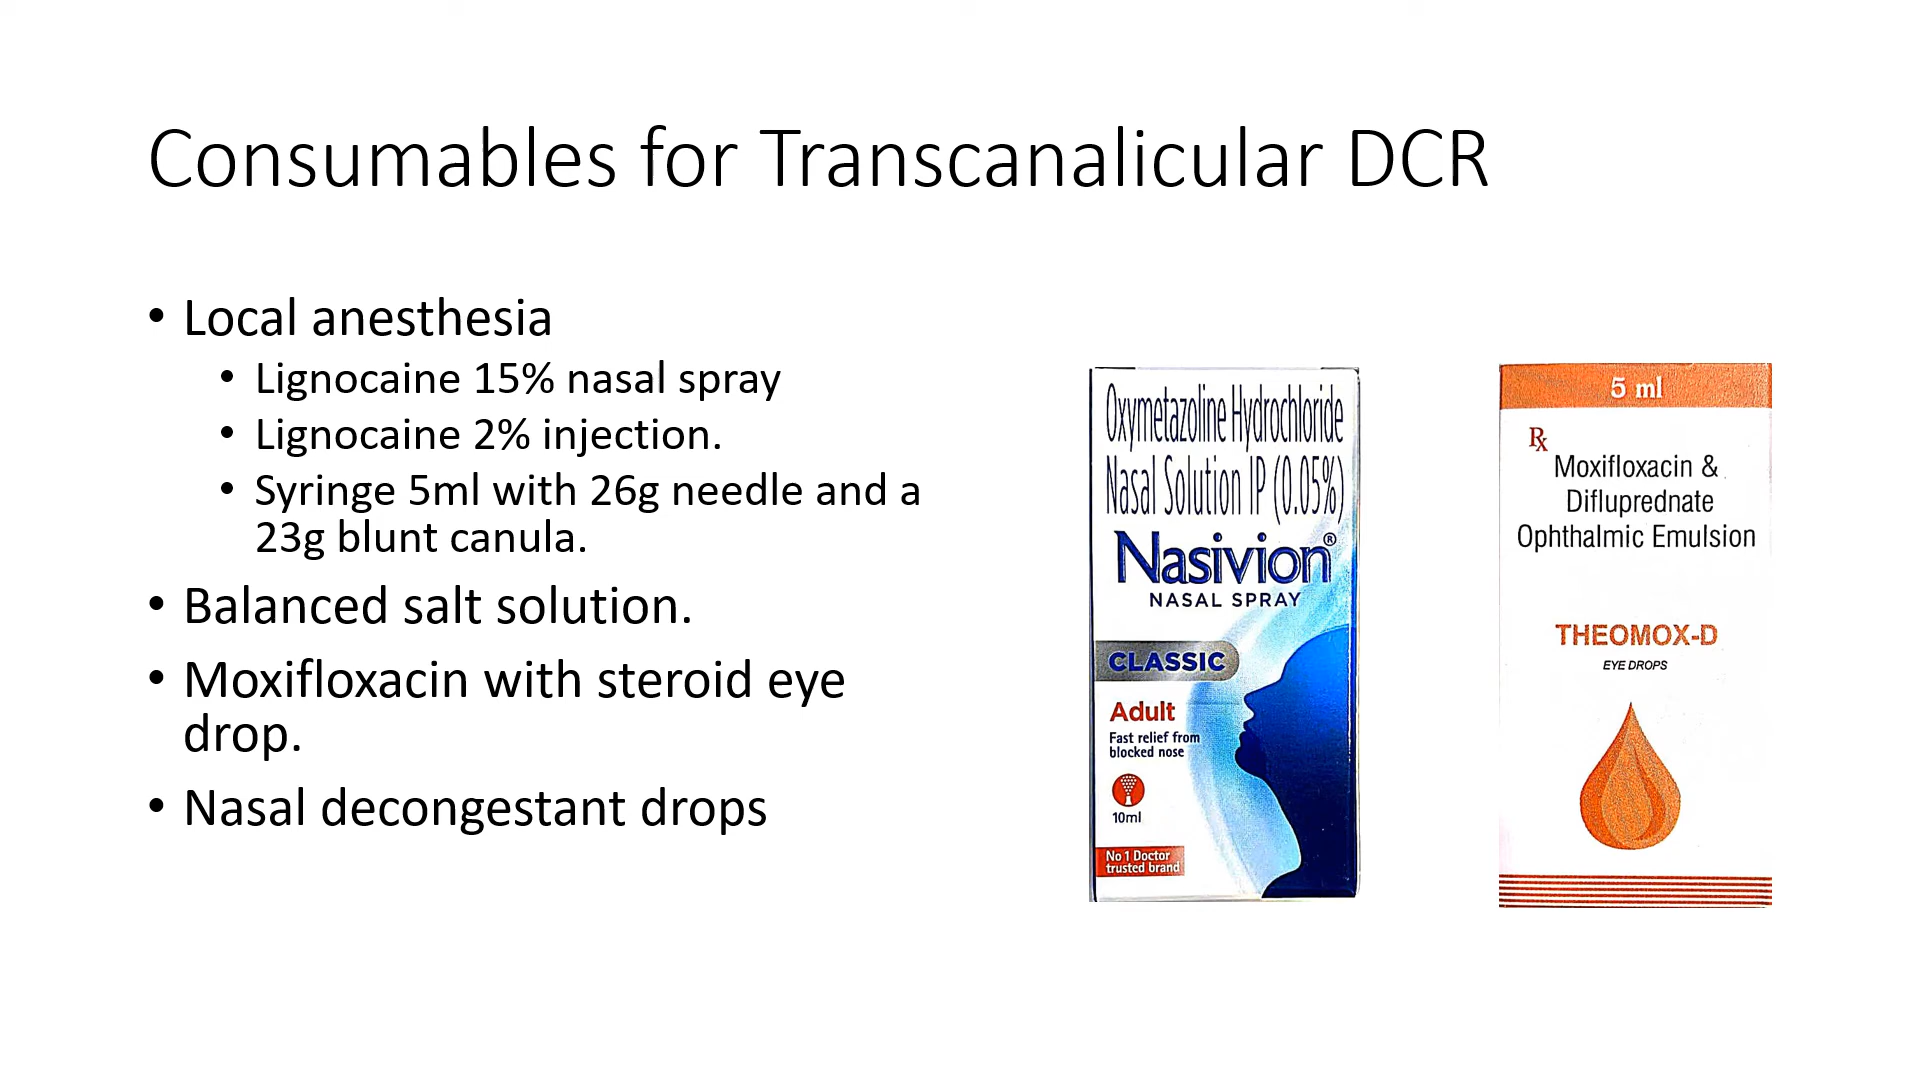 Consumables for Transcanalicular DCR
• Local anesthesia
• Lignocaine 15% nasal spray
• Lignocaine 2% injection.
• Syringe 5ml with 26g needle and a
23g blunt canula.
• Balanced salt solution.
• Moxifloxacin with steroid eye
drop.
• Nasal decongestant drops
Oxymetazoline Hydrochloride
Nasal Solution IP (0.05%)
Nasivion®
NASAL SPRAY
CLASSIC
Adult
Fast relief from
blocked nose
10ml
No 1 Doctor
trusted brand
5 ml
Rx
Moxifloxacin &
Difluprednate
Ophthalmic Emulsion
THEOMOX-D
EYE DROPS